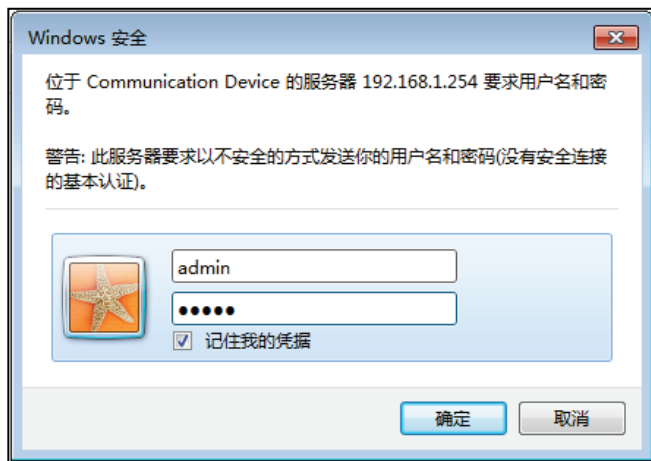 Windows 安全
位于 Communication Device 的服务器 192.168.1.254 要求用户名和密
码。
警告: 此服务器要求以不安全的方式发送你的用户名和密码(没有安全连接
的基本认证)。
admin
●●●●●
记住我的凭据
确定
取消